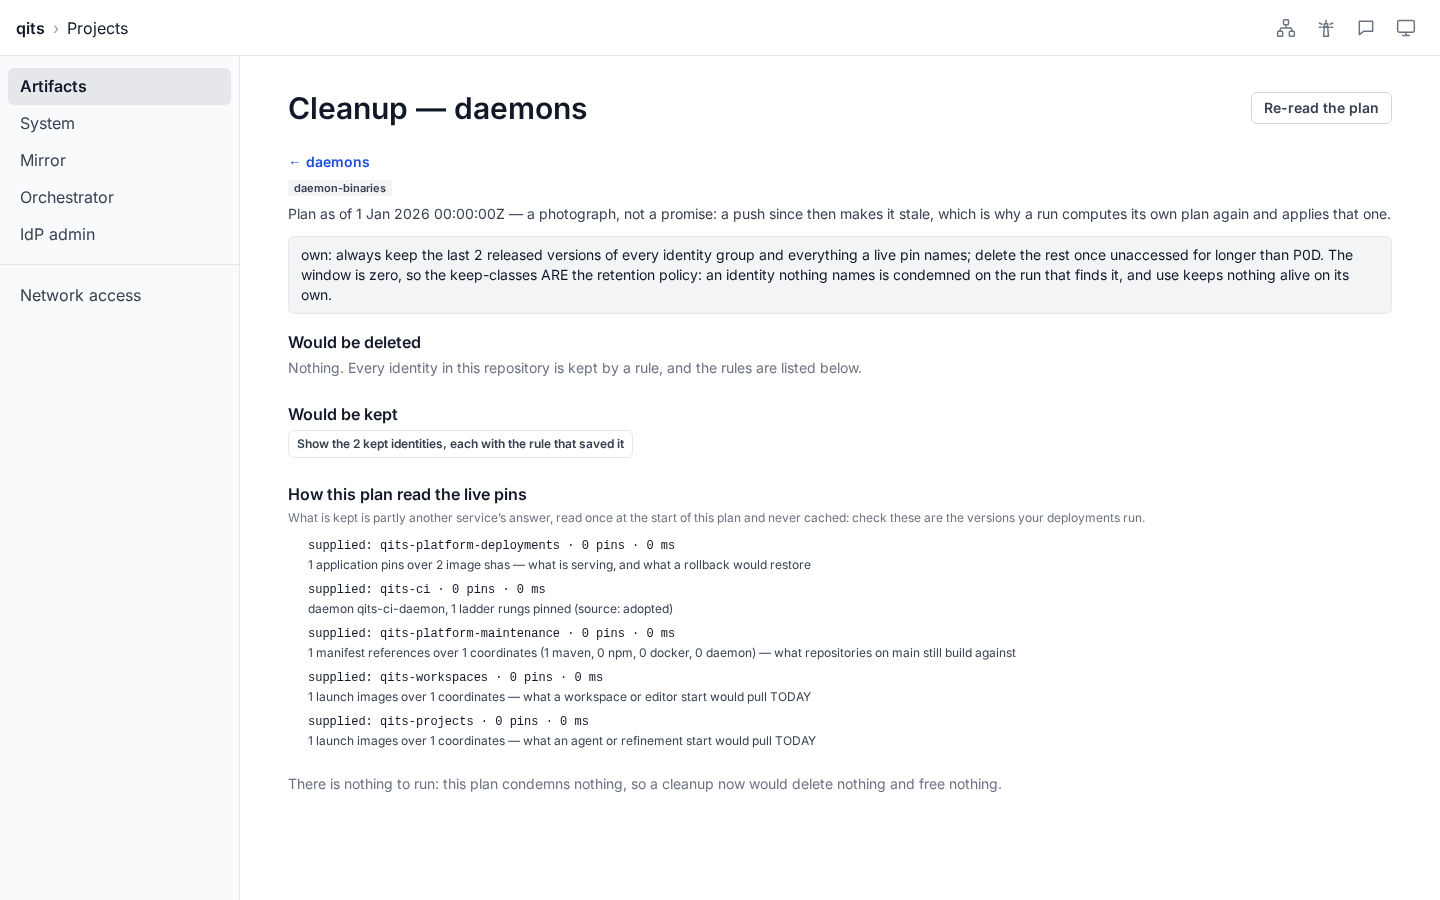 qits › Projects
Artifacts
System
Mirror
Orchestrator
IdP admin
Network access
Cleanup — daemons
Re-read the plan
← daemons
daemon-binaries
Plan as of 1 Jan 2026 00:00:00Z — a photograph, not a promise: a push since then makes it stale, which is why a run computes its own plan again and applies that one.
own: always keep the last 2 released versions of every identity group and everything a live pin names; delete the rest once unaccessed for longer than P0D. The
window is zero, so the keep-classes ARE the retention policy: an identity nothing names is condemned on the run that finds it, and use keeps nothing alive on its
own.
Would be deleted
Nothing. Every identity in this repository is kept by a rule, and the rules are listed below.
Would be kept
Show the 2 kept identities, each with the rule that saved it
How this plan read the live pins
What is kept is partly another service’s answer, read once at the start of this plan and never cached: check these are the versions your deployments run.
supplied: qits-platform-deployments · 0 pins · 0 ms
1 application pins over 2 image shas — what is serving, and what a rollback would restore
supplied: qits-ci · 0 pins · 0 ms
daemon qits-ci-daemon, 1 ladder rungs pinned (source: adopted)
supplied: qits-platform-maintenance · 0 pins · 0 ms
1 manifest references over 1 coordinates (1 maven, 0 npm, 0 docker, 0 daemon) — what repositories on main still build against
supplied: qits-workspaces · 0 pins · 0 ms
1 launch images over 1 coordinates — what a workspace or editor start would pull TODAY
supplied: qits-projects · 0 pins · 0 ms
1 launch images over 1 coordinates — what an agent or refinement start would pull TODAY
There is nothing to run: this plan condemns nothing, so a cleanup now would delete nothing and free nothing.